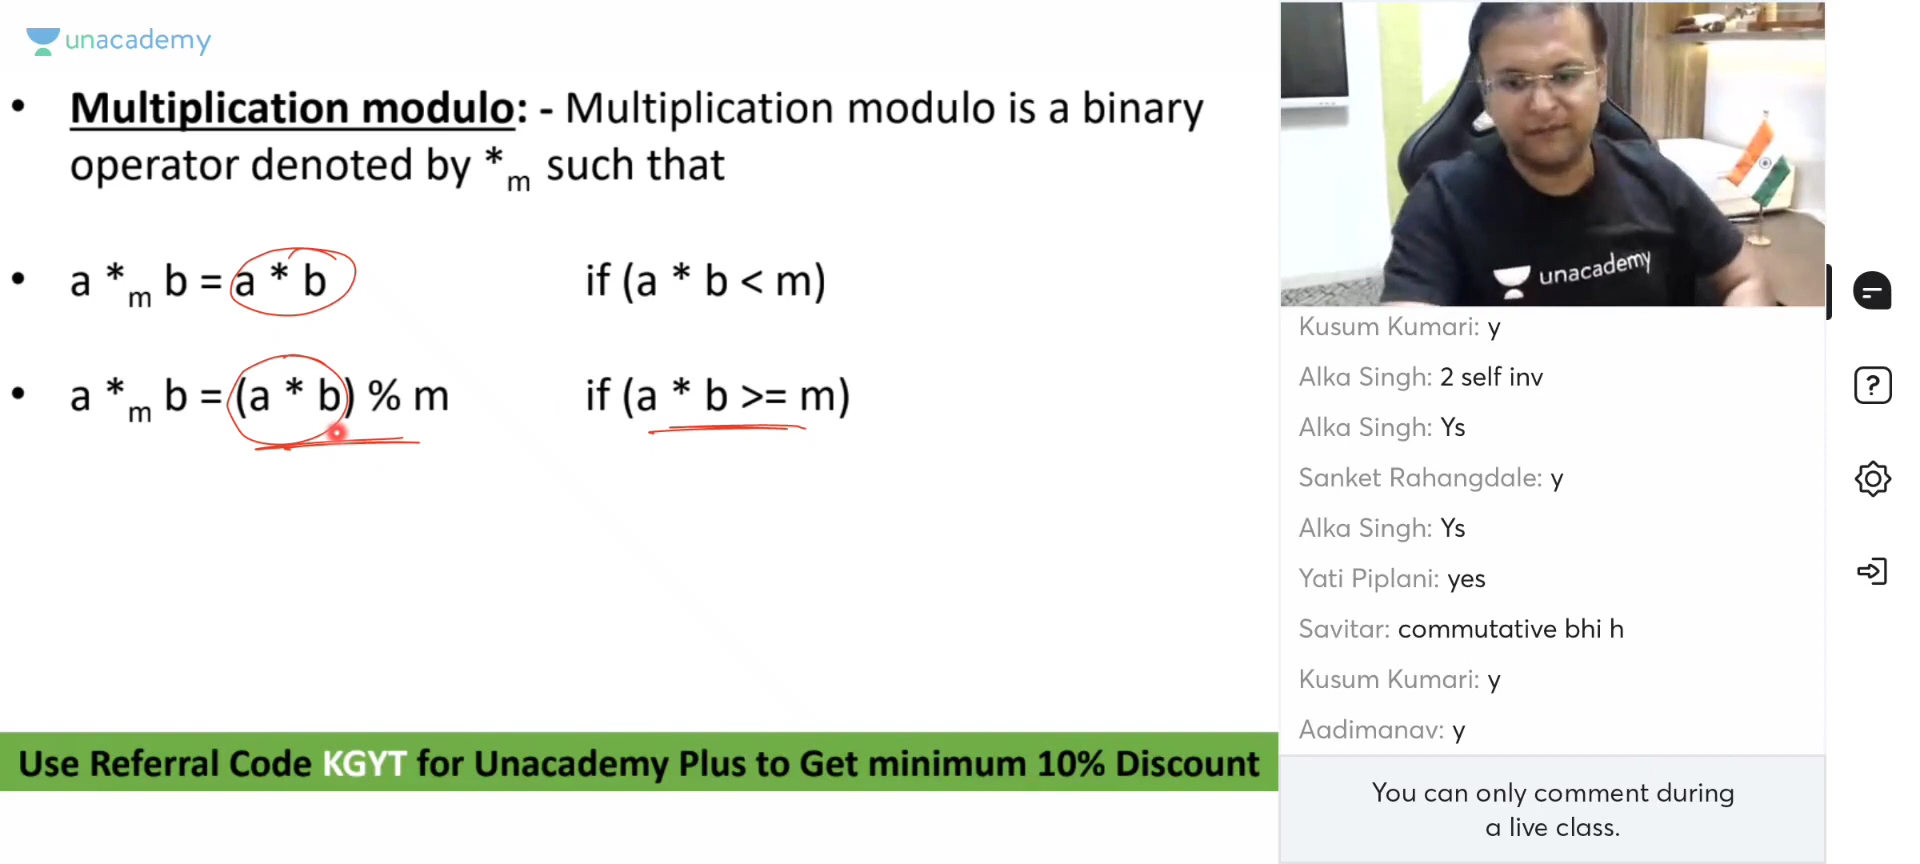 unacademy
• Multiplication modulo: - Multiplication modulo is a binary
operator denoted by *m such that
• a *m b = a * b if (a * b < m)
• a *m b = (a * b) % m if (a * b >= m)
Use Referral Code KGYT for Unacademy Plus to Get minimum 10% Discount
unacademy
Kusum Kumari: y
Alka Singh: 2 self inv
Alka Singh: Ys
Sanket Rahangdale: y
Alka Singh: Ys
Yati Piplani: yes
Savitar: commutative bhi h
Kusum Kumari: y
Aadimanav: y
You can only comment during
a live class.
?